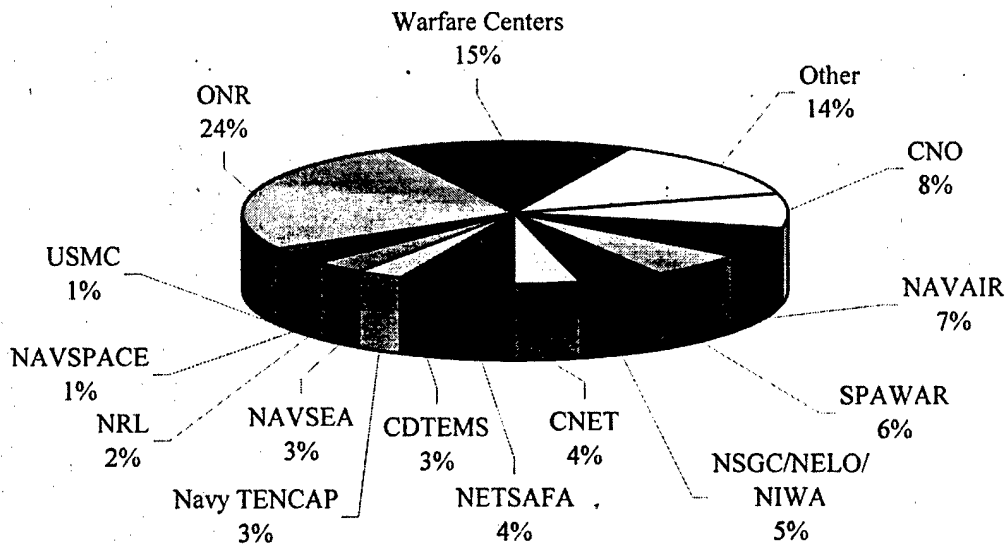 Warfare Centers
15%
Other
14%
ONR
24%
CNO
8%
USMC
1%
NAVAIR
7%
NAVSPACE
1%
SPAWAR
6%
NRL
2%
NAVSEA
3%
CDTEMS
3%
CNET
4%
NSGC/NELO/
NIWA
5%
Navy TENCAP
3%
NETSAFA
4%